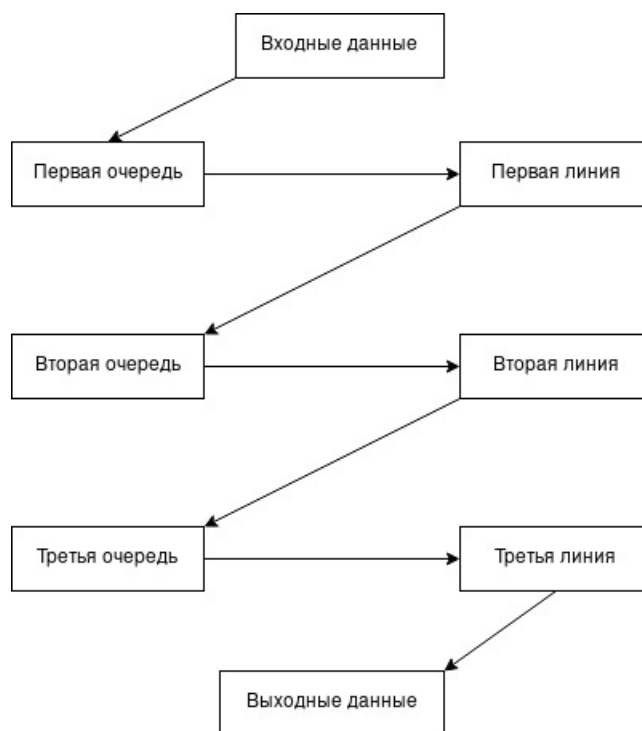 Входные данные
Первая очередь
Первая линия
Вторая очередь
Вторая линия
Третья очередь
Третья линия
Выходные данные